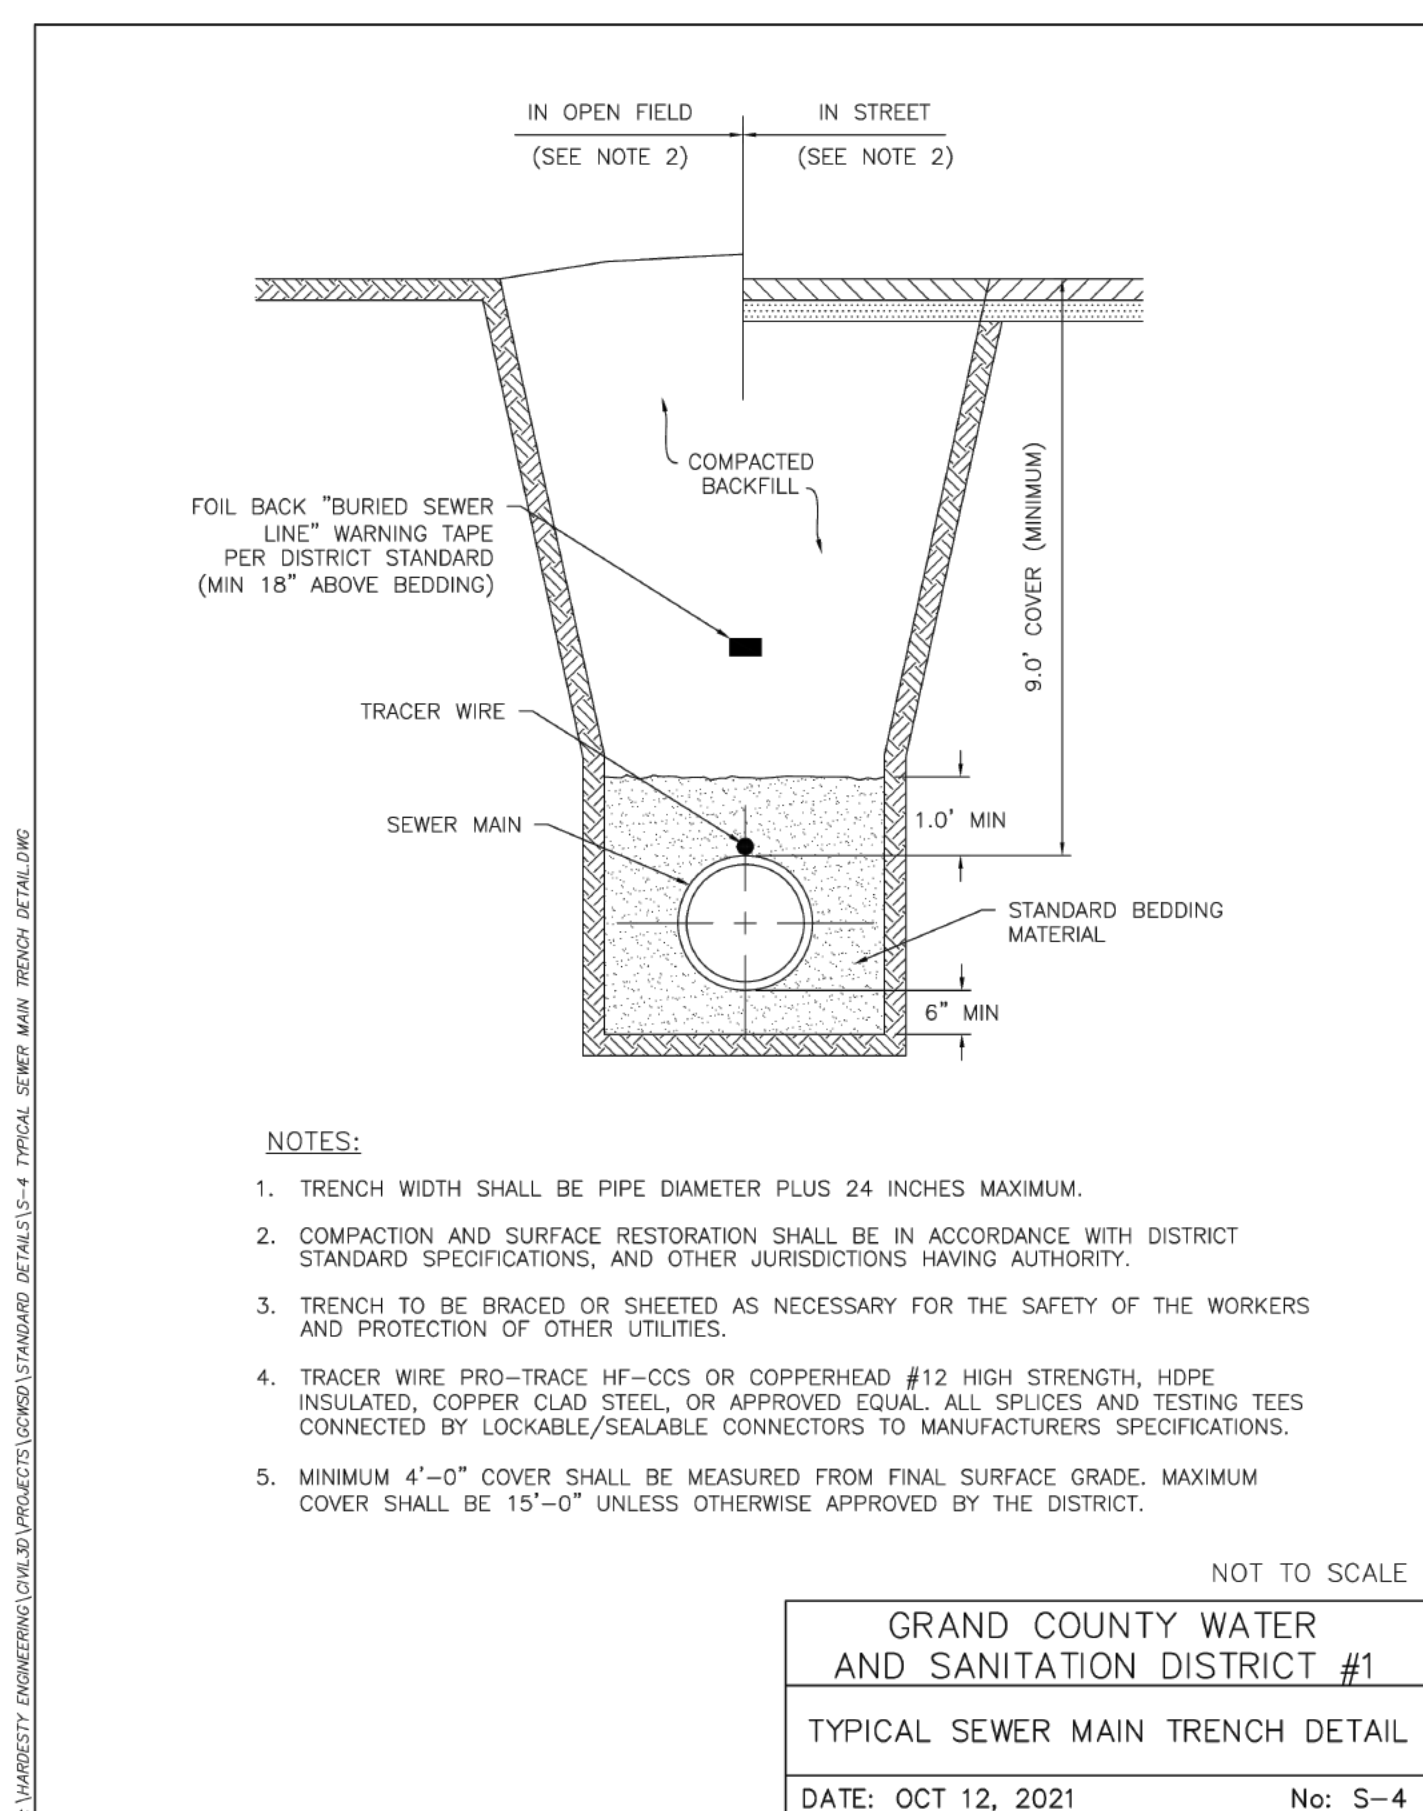 IN OPEN FIELD
(SEE NOTE 2)
IN STREET
(SEE NOTE 2)
COMPACTED
BACKFILL
FOIL BACK "BURIED SEWER
LINE" WARNING TAPE
PER DISTRICT STANDARD
(MIN 18" ABOVE BEDDING)
9.0' COVER (MINIMUM)
TRACER WIRE
SEWER MAIN
1.0' MIN
STANDARD BEDDING
MATERIAL
6" MIN
NOTES:
1. TRENCH WIDTH SHALL BE PIPE DIAMETER PLUS 24 INCHES MAXIMUM.
2. COMPACTION AND SURFACE RESTORATION SHALL BE IN ACCORDANCE WITH DISTRICT
STANDARD SPECIFICATIONS, AND OTHER JURISDICTIONS HAVING AUTHORITY.
3. TRENCH TO BE BRACED OR SHEETED AS NECESSARY FOR THE SAFETY OF THE WORKERS
AND PROTECTION OF OTHER UTILITIES.
4. TRACER WIRE PRO-TRACE HF-CCS OR COPPERHEAD #12 HIGH STRENGTH, HDPE
INSULATED, COPPER CLAD STEEL, OR APPROVED EQUAL. ALL SPLICES AND TESTING TEES
CONNECTED BY LOCKABLE/SEALABLE CONNECTORS TO MANUFACTURERS SPECIFICATIONS.
5. MINIMUM 4'-0" COVER SHALL BE MEASURED FROM FINAL SURFACE GRADE. MAXIMUM
COVER SHALL BE 15'-0" UNLESS OTHERWISE APPROVED BY THE DISTRICT.
NOT TO SCALE
GRAND COUNTY WATER
AND SANITATION DISTRICT #1
TYPICAL SEWER MAIN TRENCH DETAIL
DATE: OCT 12, 2021 No: S-4
\HARDESTY ENGINEERING\CIVIL3D\PROJECTS\GCWSD\STANDARD DETAILS\S-4 TYPICAL SEWER MAIN TRENCH DETAIL.DWG